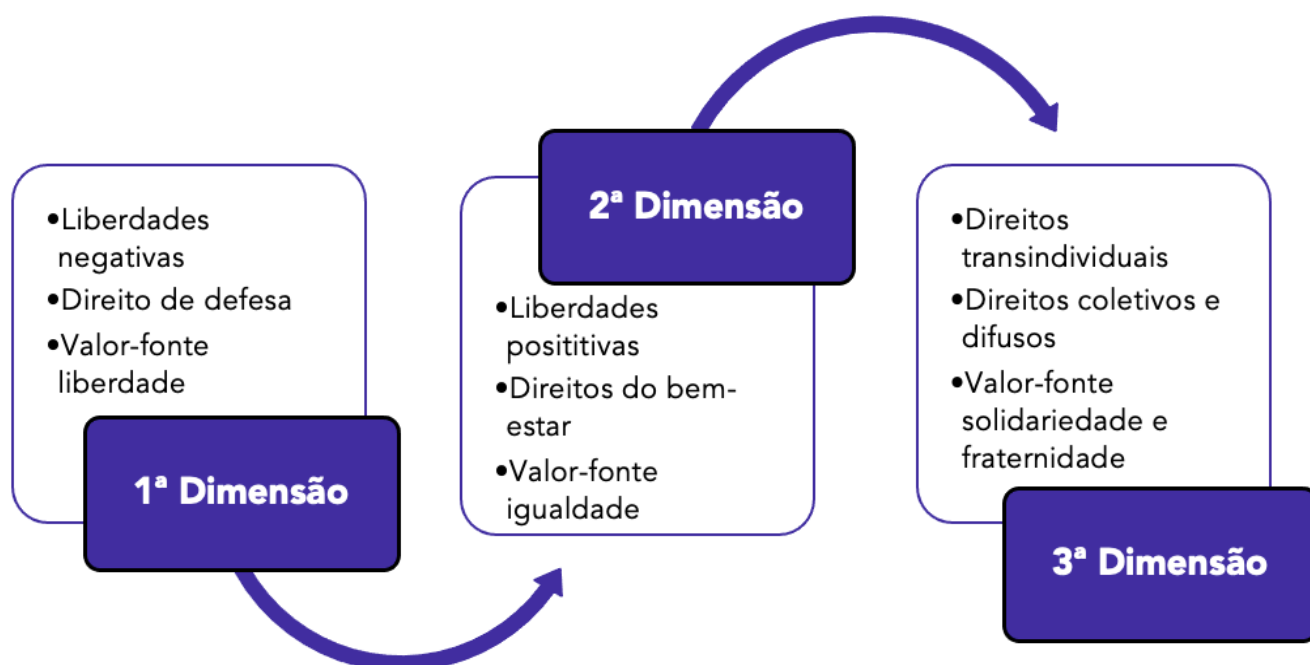 •Liberdades
negativas
•Direito de defesa
•Valor-fonte
liberdade
1ª Dimensão
2ª Dimensão
•Liberdades
posititivas
•Direitos do bem-
estar
•Valor-fonte
igualdade
•Direitos
transindividuais
•Direitos coletivos e
difusos
•Valor-fonte
solidariedade e
fraternidade
3ª Dimensão